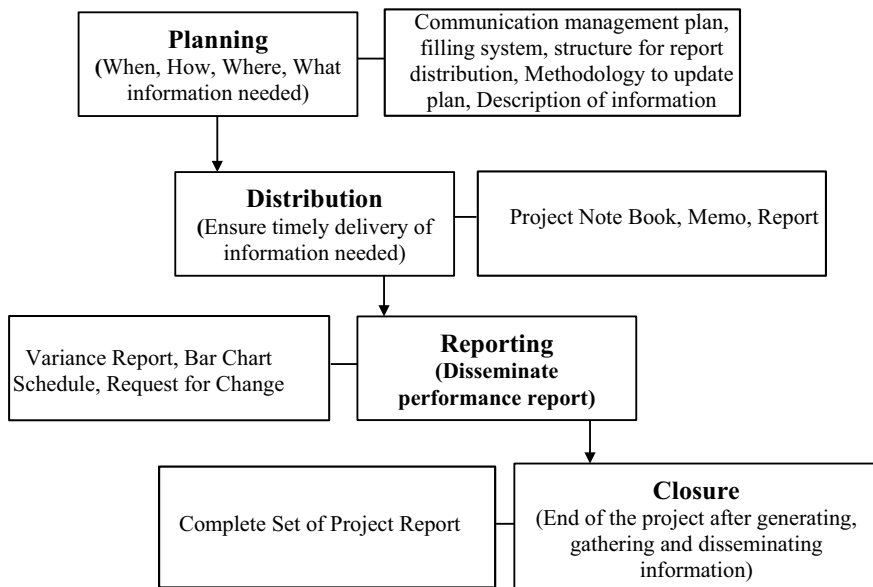 Planning
(When, How, Where, What
information needed)
Communication management plan,
filling system, structure for report
distribution, Methodology to update
plan, Description of information
Distribution
(Ensure timely delivery of
information needed)
Project Note Book, Memo, Report
Variance Report, Bar Chart
Schedule, Request for Change
Reporting
(Disseminate
performance report)
Complete Set of Project Report
Closure
(End of the project after generating,
gathering and disseminating
information)